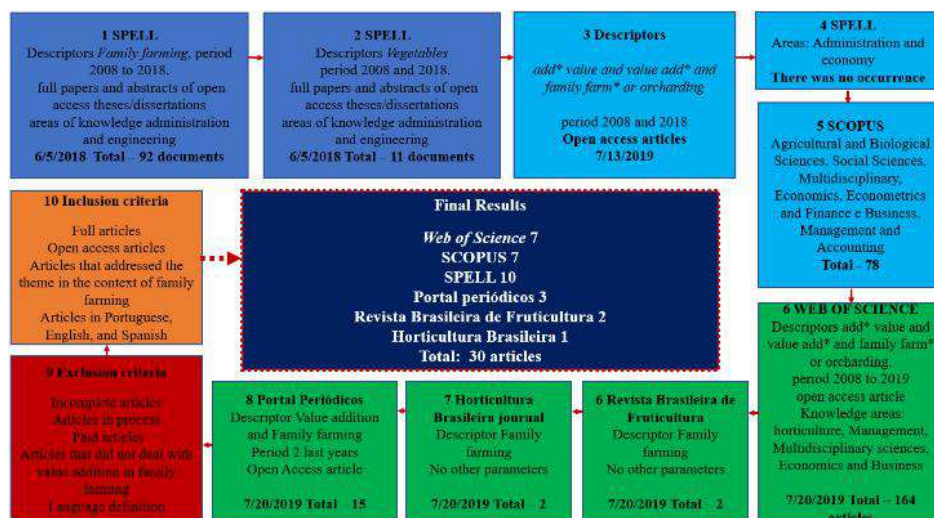 1 SPELL
Descriptors Family farming, period
2008 to 2018.
full papers and abstracts of open
access theses/dissertations
areas of knowledge administration
and engineering
6/5/2018 Total – 92 documents
2 SPELL
Descriptors Vegetables
period 2008 and 2018.
full papers and abstracts of open
access theses/dissertations
areas of knowledge administration
and engineering
6/5/2018 Total – 11 documents
3 Descriptors
add* value and value add* and
family farm* or orcharding
period 2008 and 2018
Open access articles
7/13/2019
4 SPELL
Areas: Administration and
economy
There was no occurrence
5 SCOPUS
Agricultural and Biological
Sciences, Social Sciences,
Multidisciplinary,
Economics, Econometrics
and Finance e Business,
Management and
Accounting
Total – 78
6 WEB OF SCIENCE
Descriptors add* value and
value add* and family farm*
or orcharding,
period 2008 to 2019
open access article
Knowledge areas:
horticulture, Management,
Multidisciplinary sciences,
Economics and Business
7/20/2019 Total – 164
articles
6 Revista Brasileira de
Fruticultura
Descriptor Family
farming
No other parameters
7/20/2019 Total – 2
7 Horticultura
Brasileira journal
Descriptor Family
farming
No other parameters
7/20/2019 Total – 2
8 Portal Periódicos
Descriptor Value addition
and Family farming
Period 2 last years
Open Access article
7/20/2019 Total – 15
9 Exclusion criteria
Incomplete articles
Articles in process
Paid articles
Articles that did not deal with
value addition in family
farming
Language definition
10 Inclusion criteria
Full articles
Open access articles
Articles that addressed the
theme in the context of family
farming
Articles in Portuguese,
English, and Spanish
Final Results
Web of Science 7
SCOPUS 7
SPELL 10
Portal periódicos 3
Revista Brasileira de Fruticultura 2
Horticultura Brasileira 1
Total: 30 articles